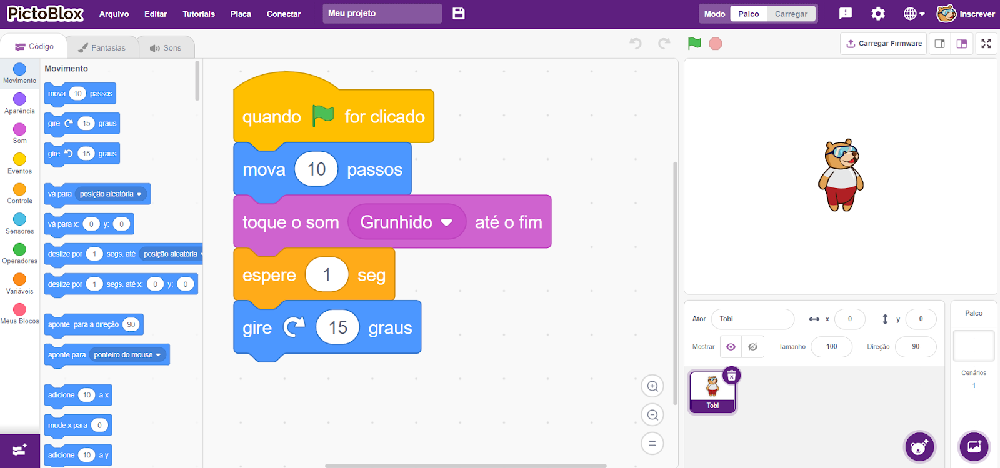 PictoBlox Arquivo Editar Tutoriais Placa Conectar Meu projeto Modo Palco Carregar Inscrever
Código Fantasias Sons Carregar Firmware
Movimento
Aparência
Som
Eventos
Controle
Sensores
Operadores
Variáveis
Meus Blocos
Movimento
mova 10 passos
gire 15 graus
gire 15 graus
vá para posição aleatória
vá para x: 0 y: 0
deslize por 1 segs. até posição aleatória
deslize por 1 segs. até x: 0 y: 0
aponte para a direção 90
aponte para ponteiro do mouse
adicione 10 a x
mude x para 0
adicione 10 a y
quando for clicado
mova 10 passos
toque o som Grunhido até o fim
espere 1 seg
gire 15 graus
Ator Tobi x 0 y 0
Mostrar Tamanho 100 Direção 90
Tobi
Palco
Cenários
1